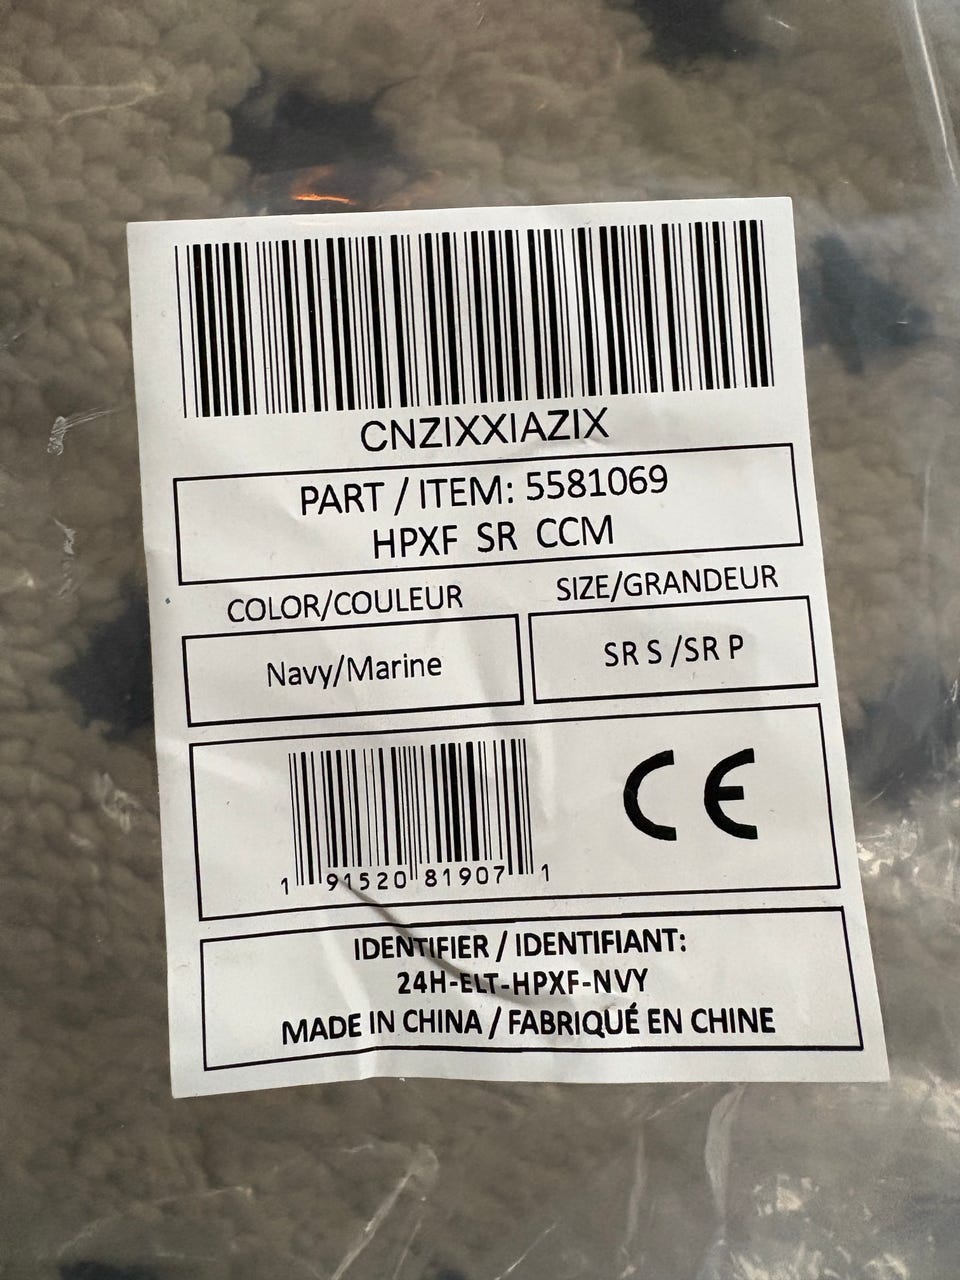 CNZIXXIAZIX
PART / ITEM: 5581069
HPXF SR CCM
COLOR/COULEUR
SIZE/GRANDEUR
Navy/Marine
SR S /SR P
CE
1 91520 81907 1
IDENTIFIER / IDENTIFIANT:
24H-ELT-HPXF-NVY
MADE IN CHINA / FABRIQUÉ EN CHINE